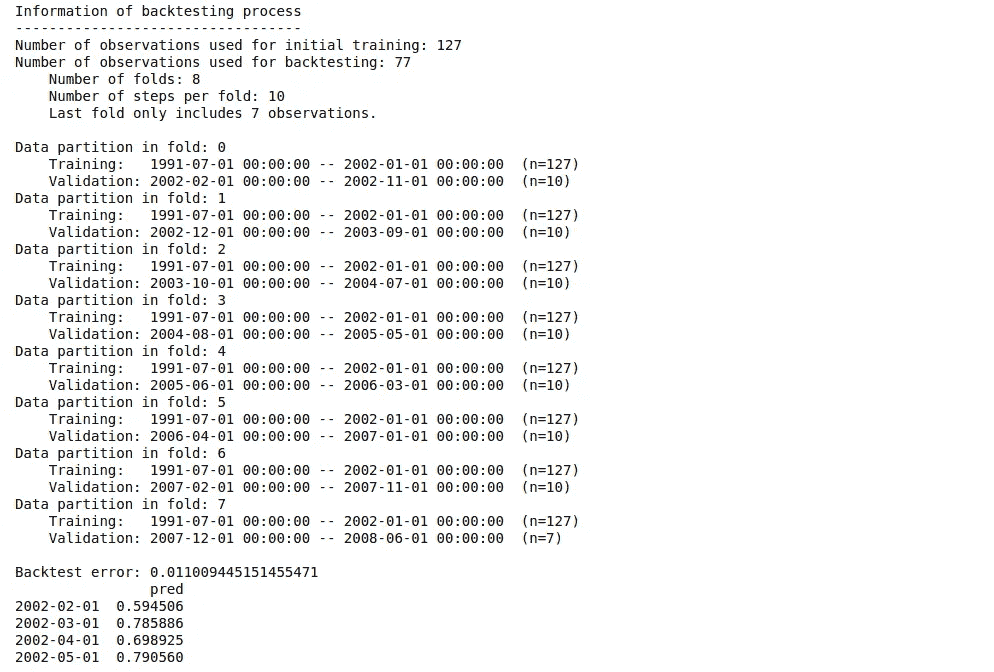 Information of backtesting process
----------------------------------
Number of observations used for initial training: 127
Number of observations used for backtesting: 77
    Number of folds: 8
    Number of steps per fold: 10
    Last fold only includes 7 observations.

Data partition in fold: 0
    Training:   1991-07-01 00:00:00 -- 2002-01-01 00:00:00  (n=127)
    Validation: 2002-02-01 00:00:00 -- 2002-11-01 00:00:00  (n=10)
Data partition in fold: 1
    Training:   1991-07-01 00:00:00 -- 2002-01-01 00:00:00  (n=127)
    Validation: 2002-12-01 00:00:00 -- 2003-09-01 00:00:00  (n=10)
Data partition in fold: 2
    Training:   1991-07-01 00:00:00 -- 2002-01-01 00:00:00  (n=127)
    Validation: 2003-10-01 00:00:00 -- 2004-07-01 00:00:00  (n=10)
Data partition in fold: 3
    Training:   1991-07-01 00:00:00 -- 2002-01-01 00:00:00  (n=127)
    Validation: 2004-08-01 00:00:00 -- 2005-05-01 00:00:00  (n=10)
Data partition in fold: 4
    Training:   1991-07-01 00:00:00 -- 2002-01-01 00:00:00  (n=127)
    Validation: 2005-06-01 00:00:00 -- 2006-03-01 00:00:00  (n=10)
Data partition in fold: 5
    Training:   1991-07-01 00:00:00 -- 2002-01-01 00:00:00  (n=127)
    Validation: 2006-04-01 00:00:00 -- 2007-01-01 00:00:00  (n=10)
Data partition in fold: 6
    Training:   1991-07-01 00:00:00 -- 2002-01-01 00:00:00  (n=127)
    Validation: 2007-02-01 00:00:00 -- 2007-11-01 00:00:00  (n=10)
Data partition in fold: 7
    Training:   1991-07-01 00:00:00 -- 2002-01-01 00:00:00  (n=127)
    Validation: 2007-12-01 00:00:00 -- 2008-06-01 00:00:00  (n=7)

Backtest error: 0.011009445151455471
                pred
2002-02-01  0.594506
2002-03-01  0.785886
2002-04-01  0.698925
2002-05-01  0.790560